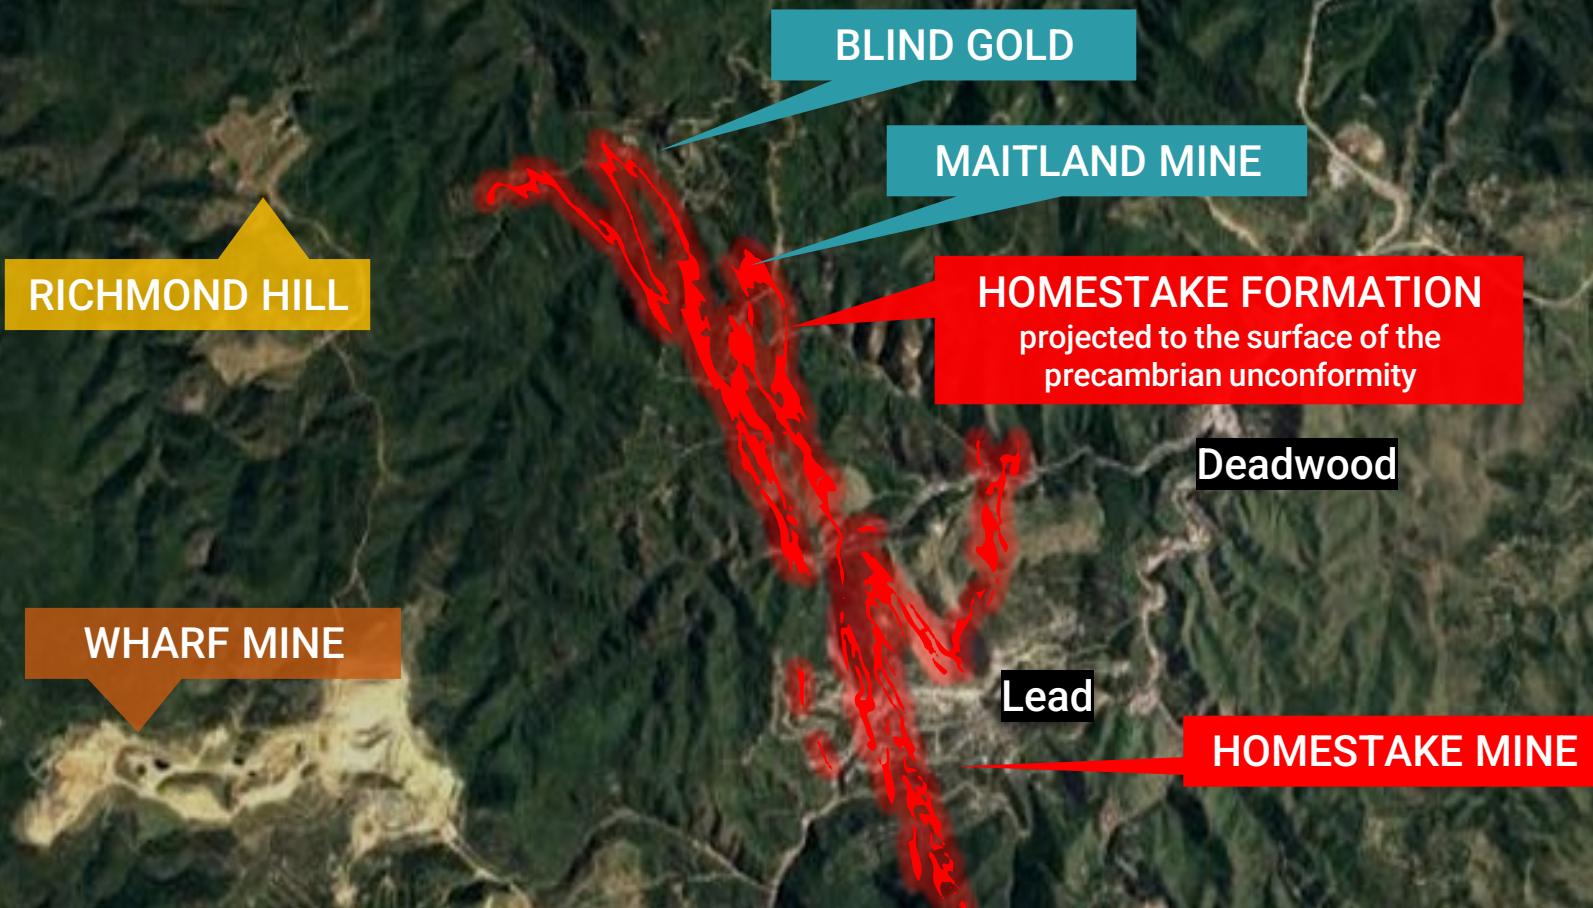 BLIND GOLD
MAITLAND MINE
RICHMOND HILL
HOMESTAKE FORMATION
projected to the surface of the
precambrian unconformity
Deadwood
WHARF MINE
Lead
HOMESTAKE MINE